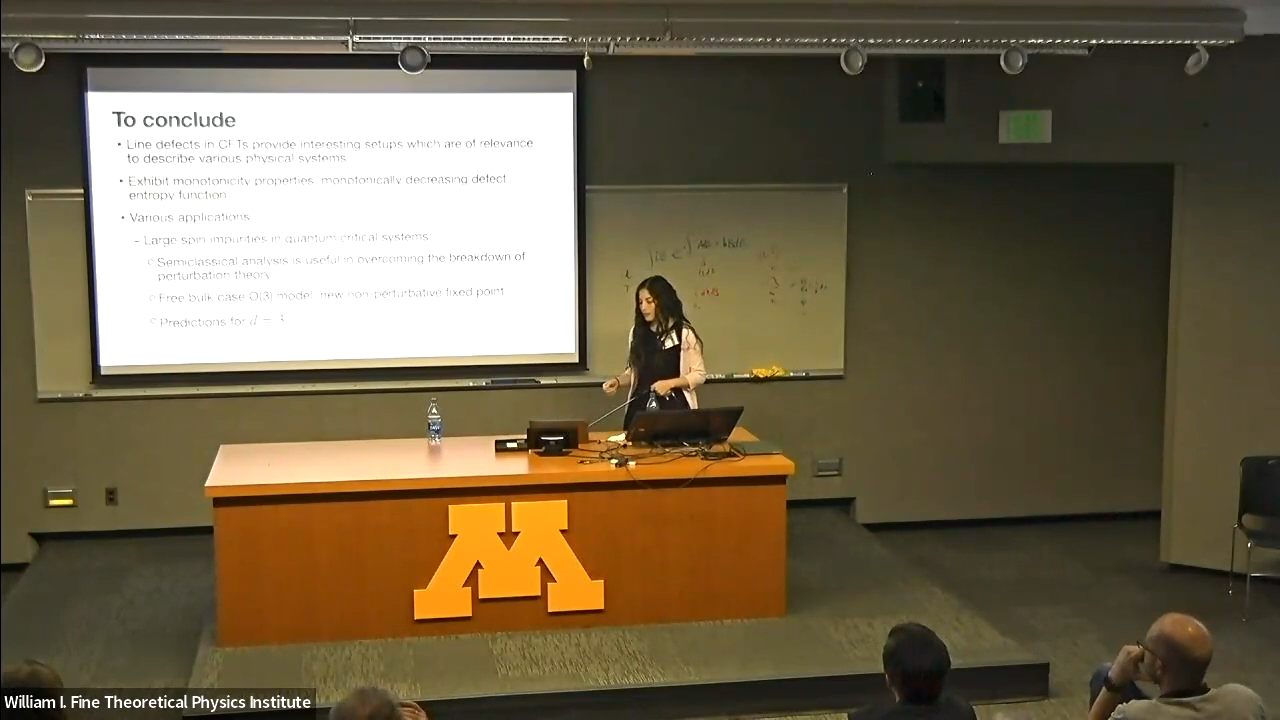 To conclude
• Line defects in CFTs provide interesting setups which are of relevance
to describe various physical systems
• Exhibit monotonicity properties: monotonically decreasing defect
entropy function
• Various applications
– Large spin impurities in quantum critical systems
○ Semiclassical analysis is useful in overcoming the breakdown of
perturbation theory
○ Free bulk case O(3) model: new non-perturbative fixed point
○ Predictions for d = 3
M
William I. Fine Theoretical Physics Institute